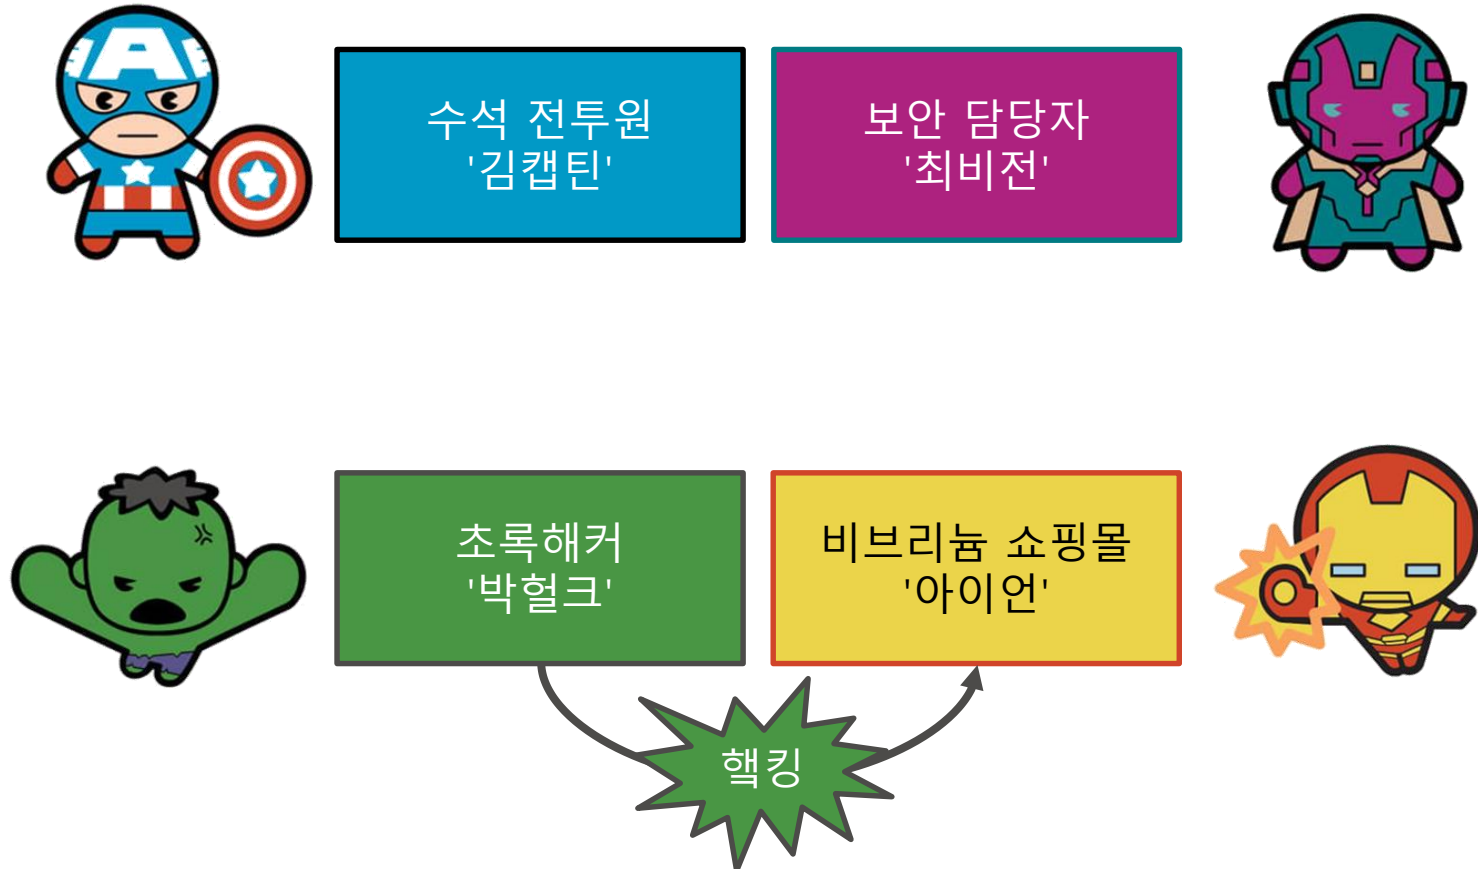 수석 전투원
'김캡틴'
보안 담당자
'최비전'
초록해커
'박헐크'
비브리늄 쇼핑몰
'아이언'
핼킹
A